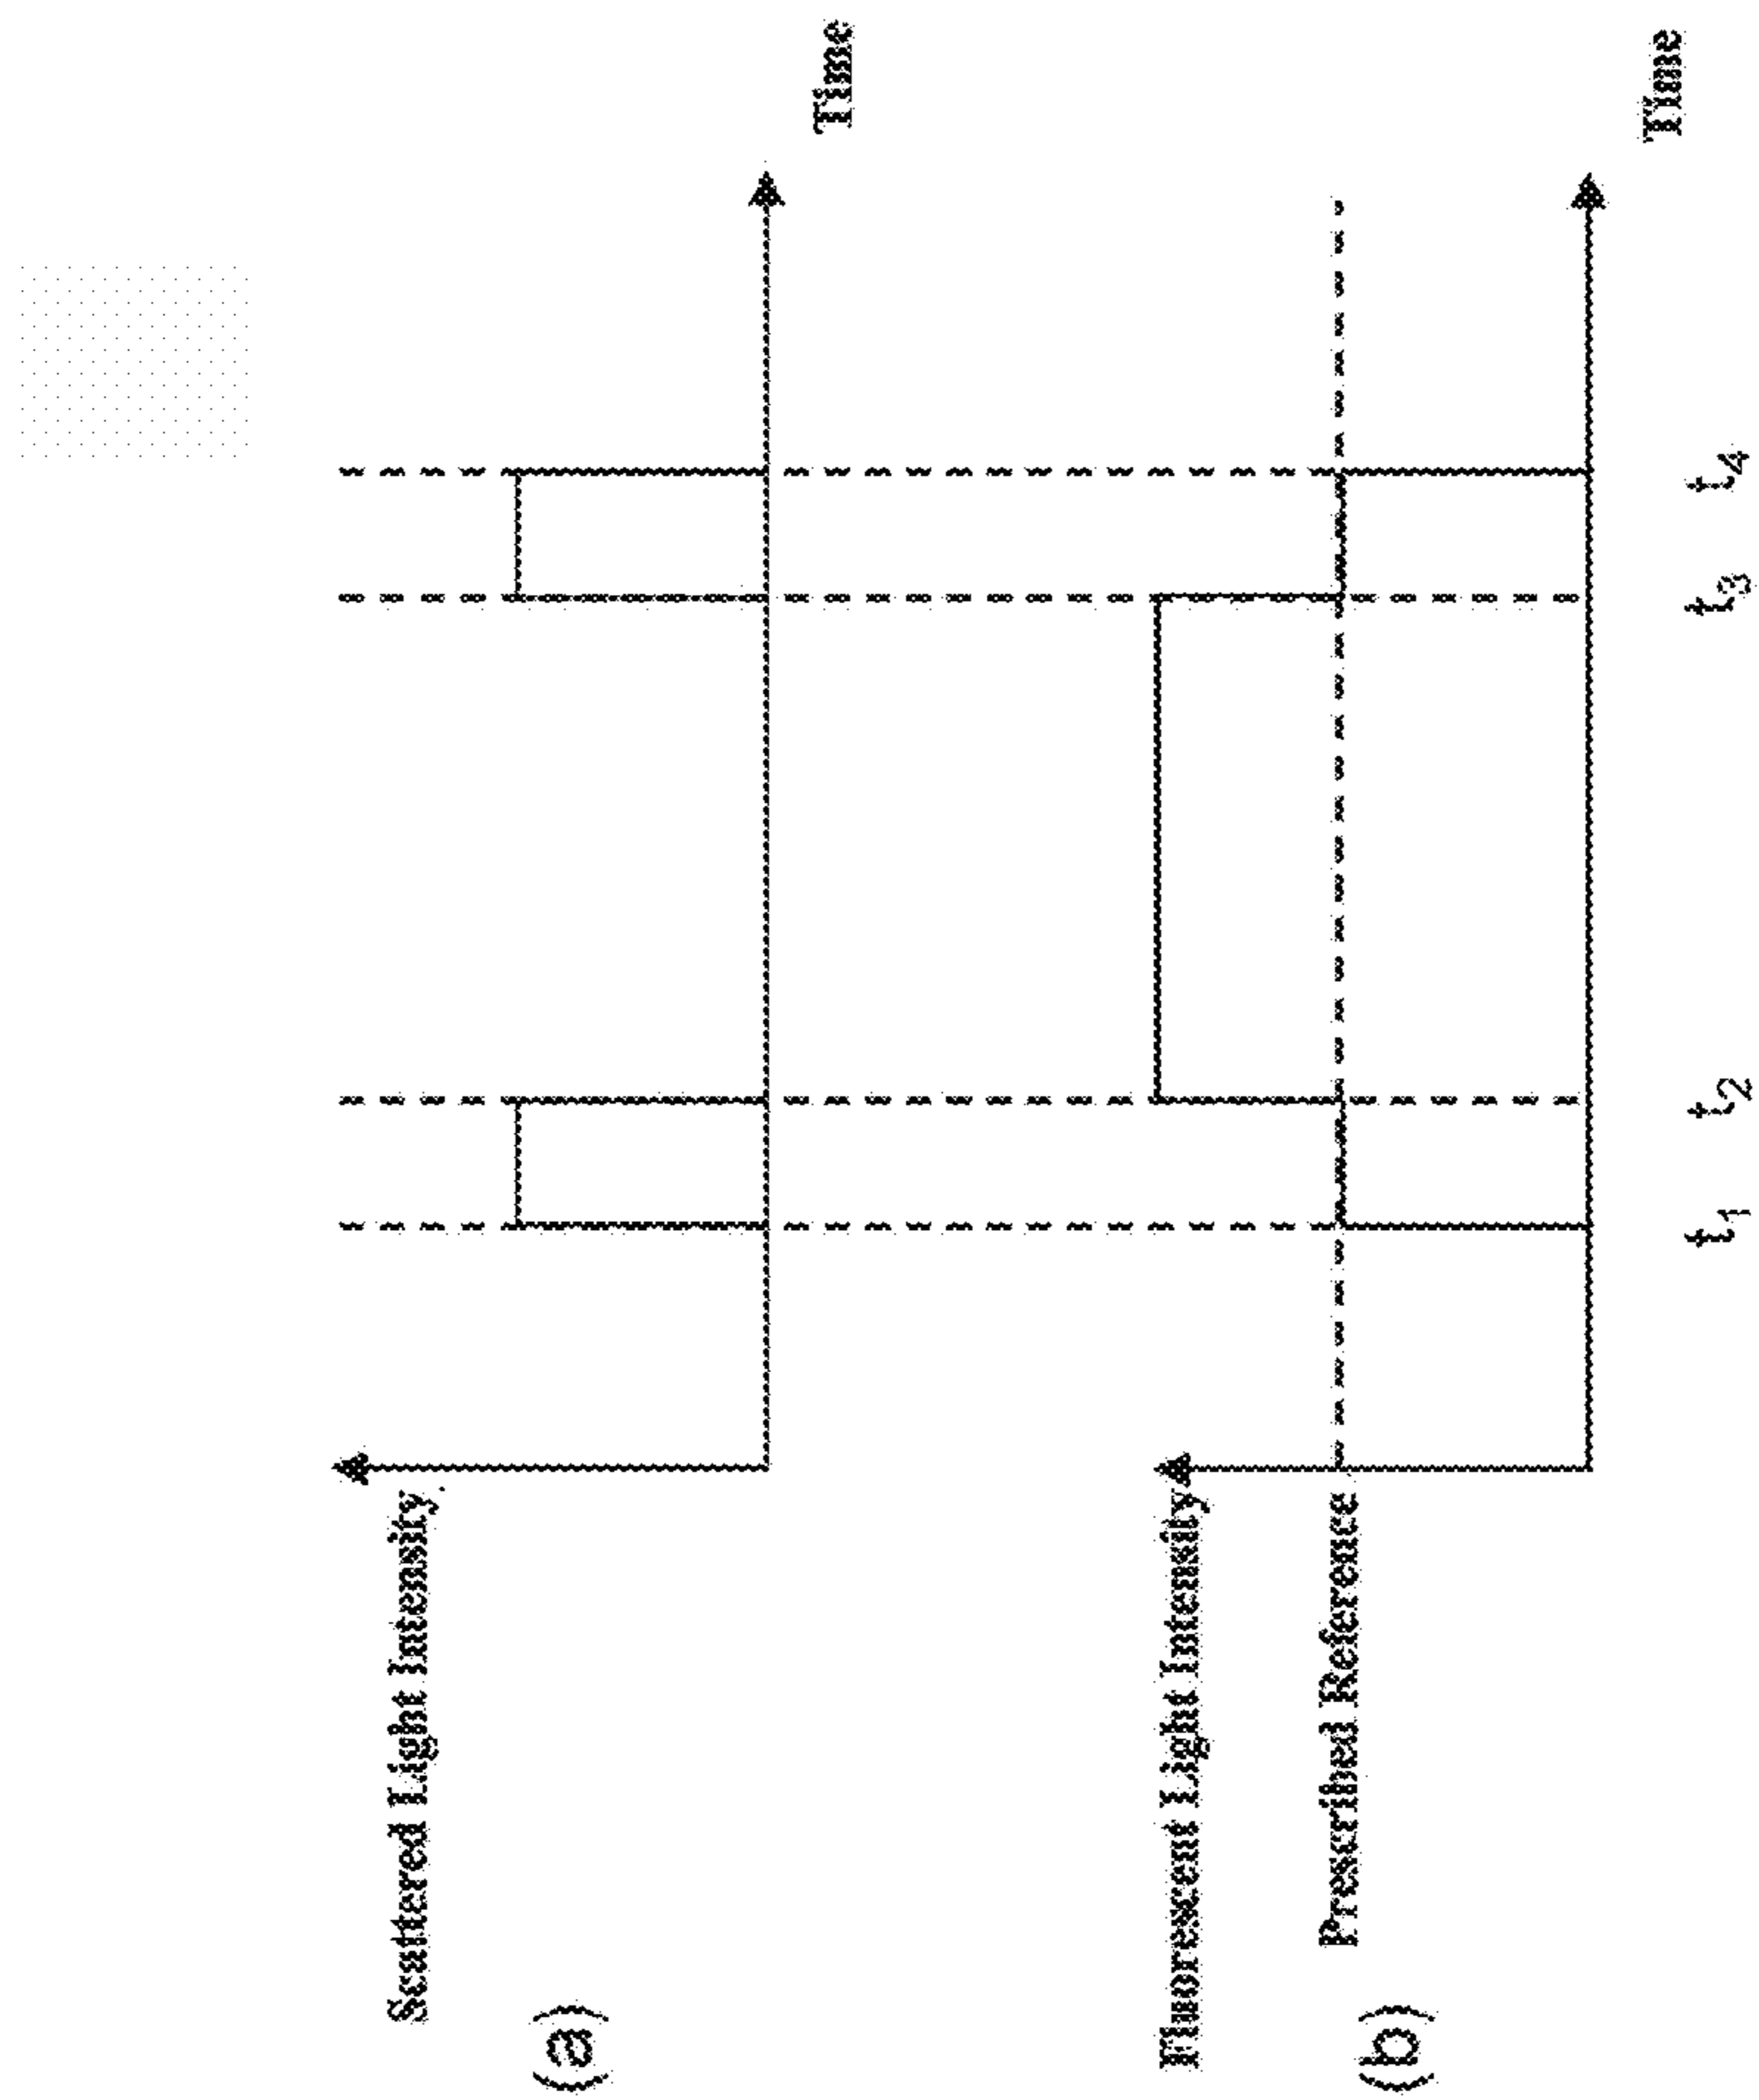 Scattered Light Intensity
(a)
Time
Fluorescent Light Intensity
Prescribed Reference
(b)
Time
t1 t2 t3 t4